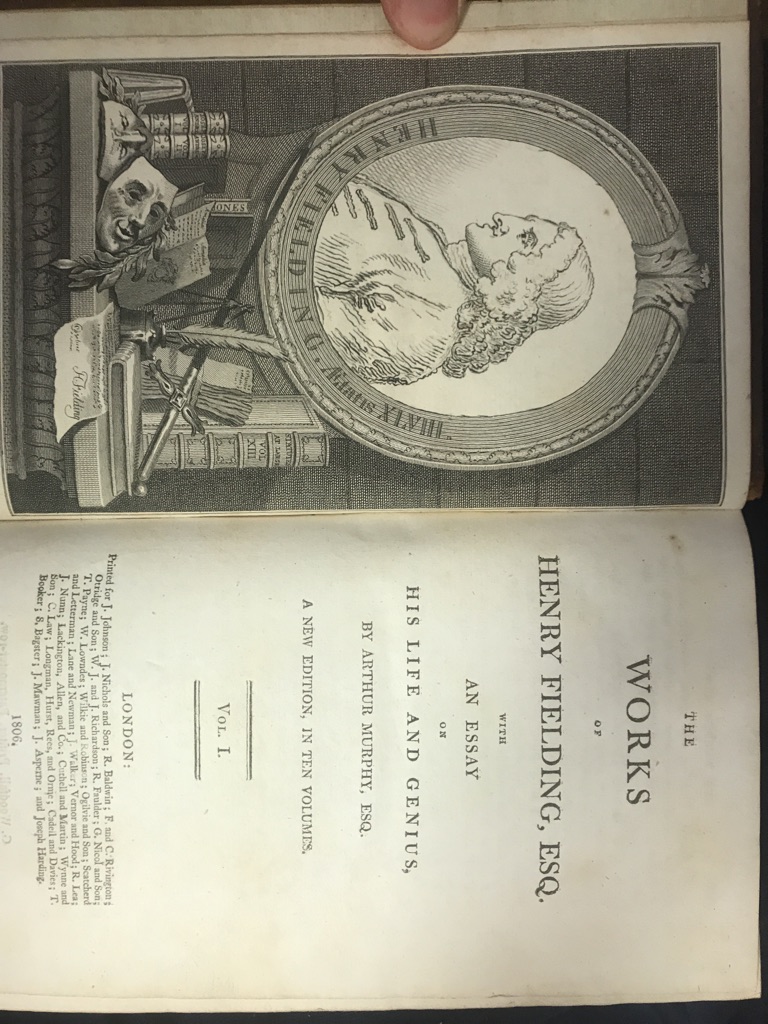 HENRY FIELDING, Ætatis XLVIII.
JONES
VOL
XIII
HFielding
THE
WORKS
OF
HENRY FIELDING, ESQ.
WITH
AN ESSAY
ON
HIS LIFE AND GENIUS,
BY ARTHUR MURPHY, ESQ.
A NEW EDITION, IN TEN VOLUMES.
VOL. I.
LONDON:
Printed for J. Johnson; J. Nichols and Son; R. Baldwin; F. and C. Rivington;
Otridge and Son; W. J. and J. Richardson; R. Faulder; G. Nicol and Son;
T. Payne; W. Lowndes; Wilkie and Robinson; Ogilvie and Son; Scatcherd
and Letterman; Lane and Newman; J. Walker; Vernor and Hood; R. Lea;
J. Nunn; Lackington, Allen, and Co.; Cuthell and Martin; Wynne and
Son; C. Law; Longman, Hurst, Rees, and Orme; Cadell and Davies; T.
Booker; S. Bagster; J. Mawman; J. Asperne; and Joseph Harding.
1806.